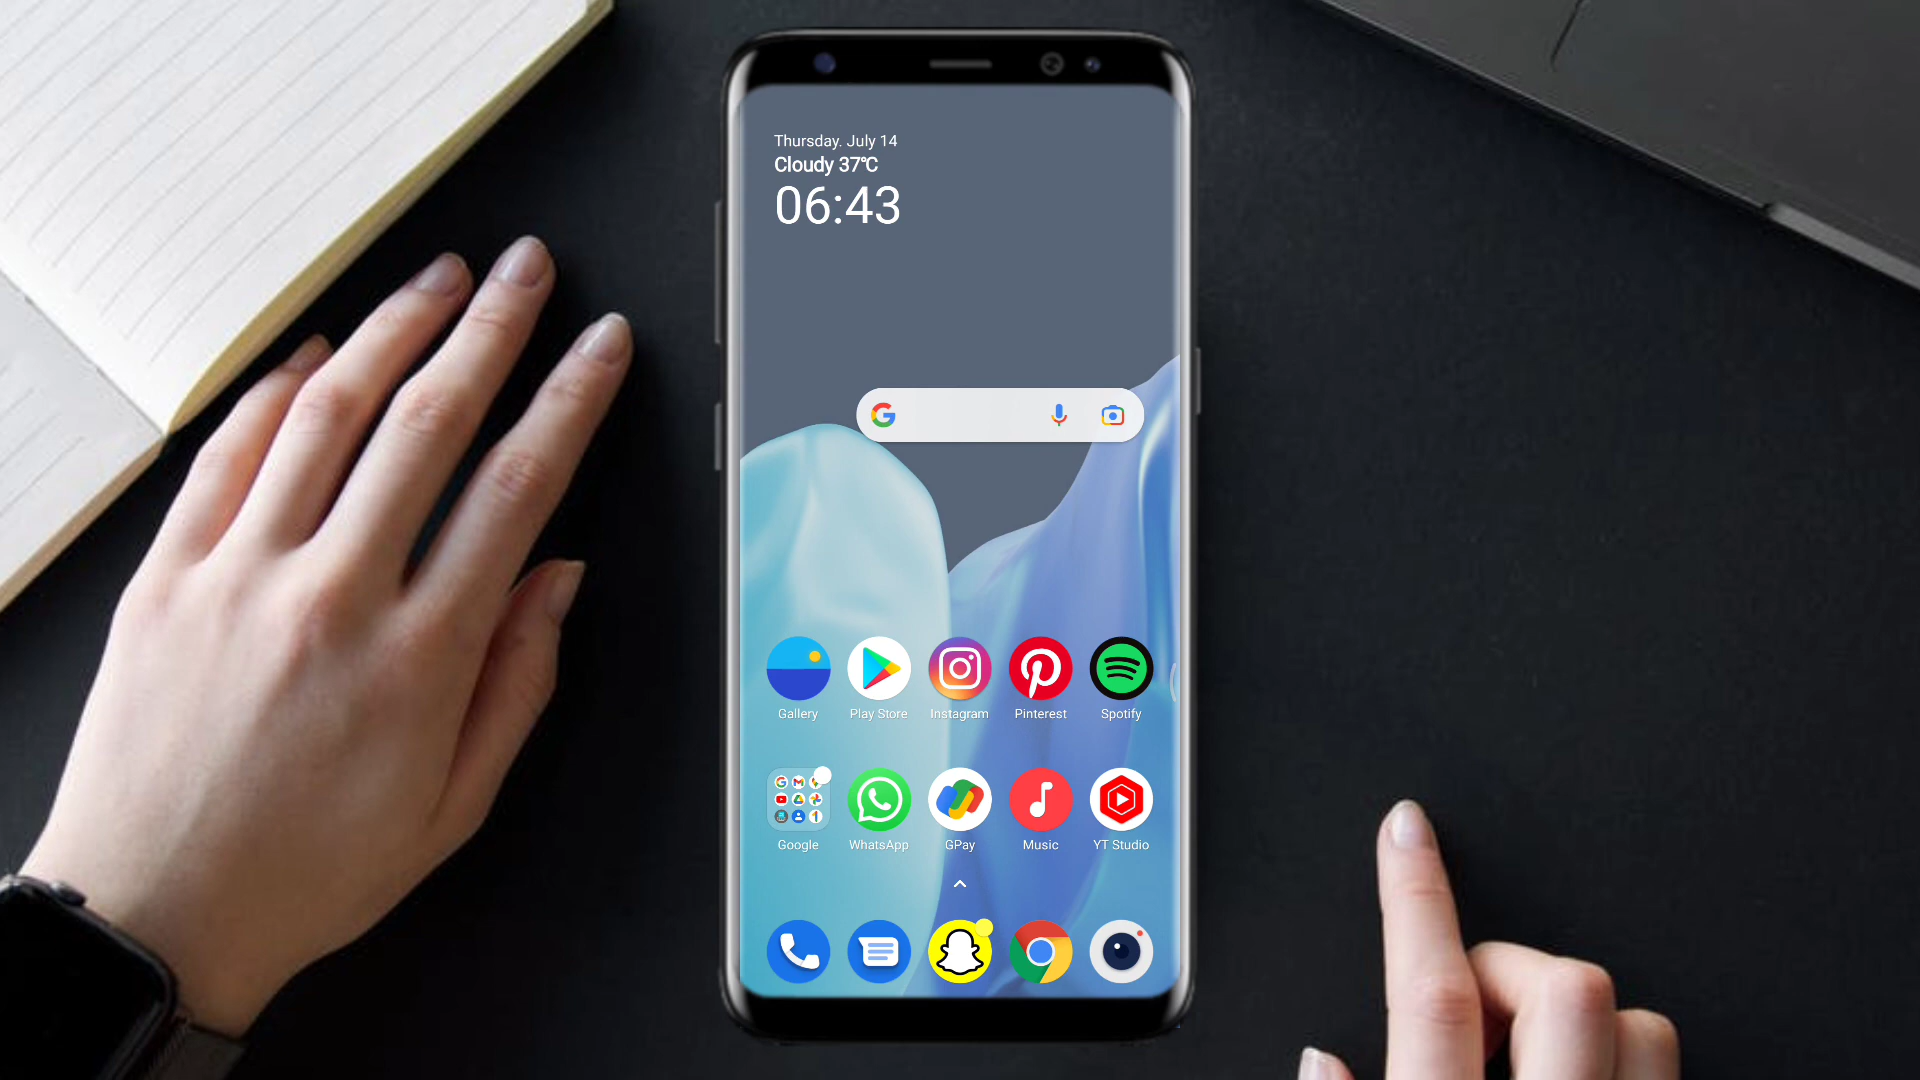 Thursday. July 14
Cloudy 37℃
06:43
Gallery
Play Store
Instagram
Pinterest
Spotify
Google
WhatsApp
GPay
Music
YT Studio